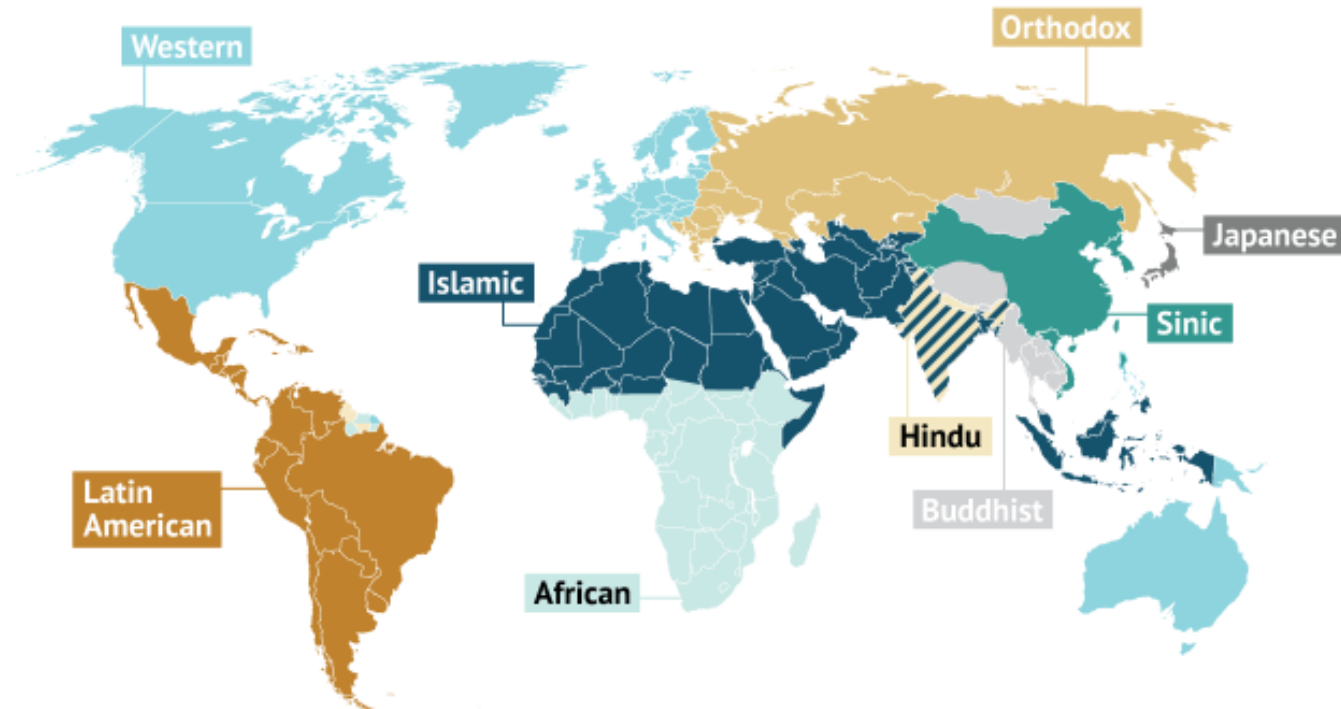 Western
Orthodox
Japanese
Islamic
Sinic
Hindu
Latin
American
Buddhist
African